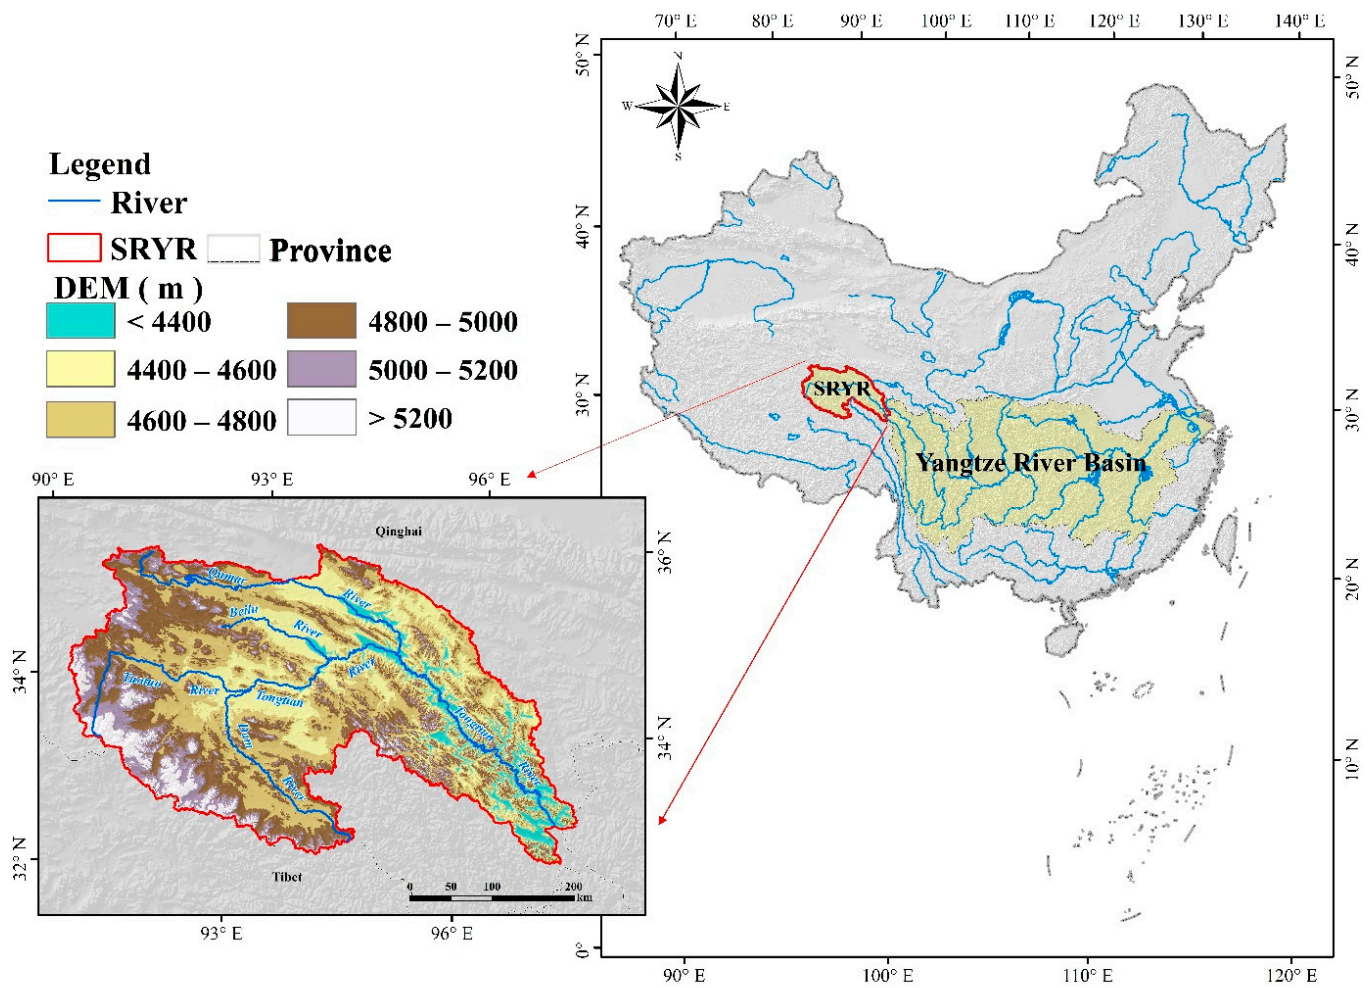 70° E 80° E 90° E 100° E 110° E 120° E 130° E 140° E
50° N
40° N
30° N
50° N
40° N
30° N
20° N
10° N
0°
N
W E
S
Legend
River
SRYR Province
DEM ( m )
< 4400 4800 – 5000
4400 – 4600 5000 – 5200
4600 – 4800 > 5200
SRYR
Yangtze River Basin
90° E 93° E 96° E
Qinghai
36° N
34° N
34° N
32° N
Qumar
River
Beilu
River
River
Tuotuo
River
Tongtian
Dam
River
Tongtian
River
Tibet
0 50 100 200
km
93° E 96° E
90° E 100° E 110° E 120° E